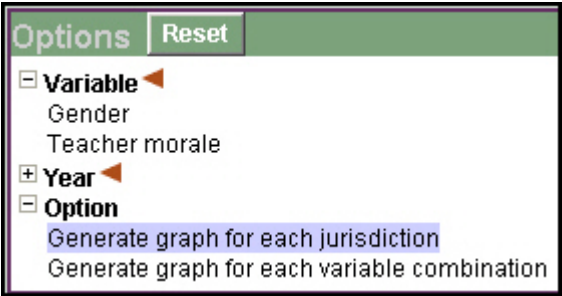 Options Reset
Variable
Gender
Teacher morale
Year
Option
Generate graph for each jurisdiction
Generate graph for each variable combination